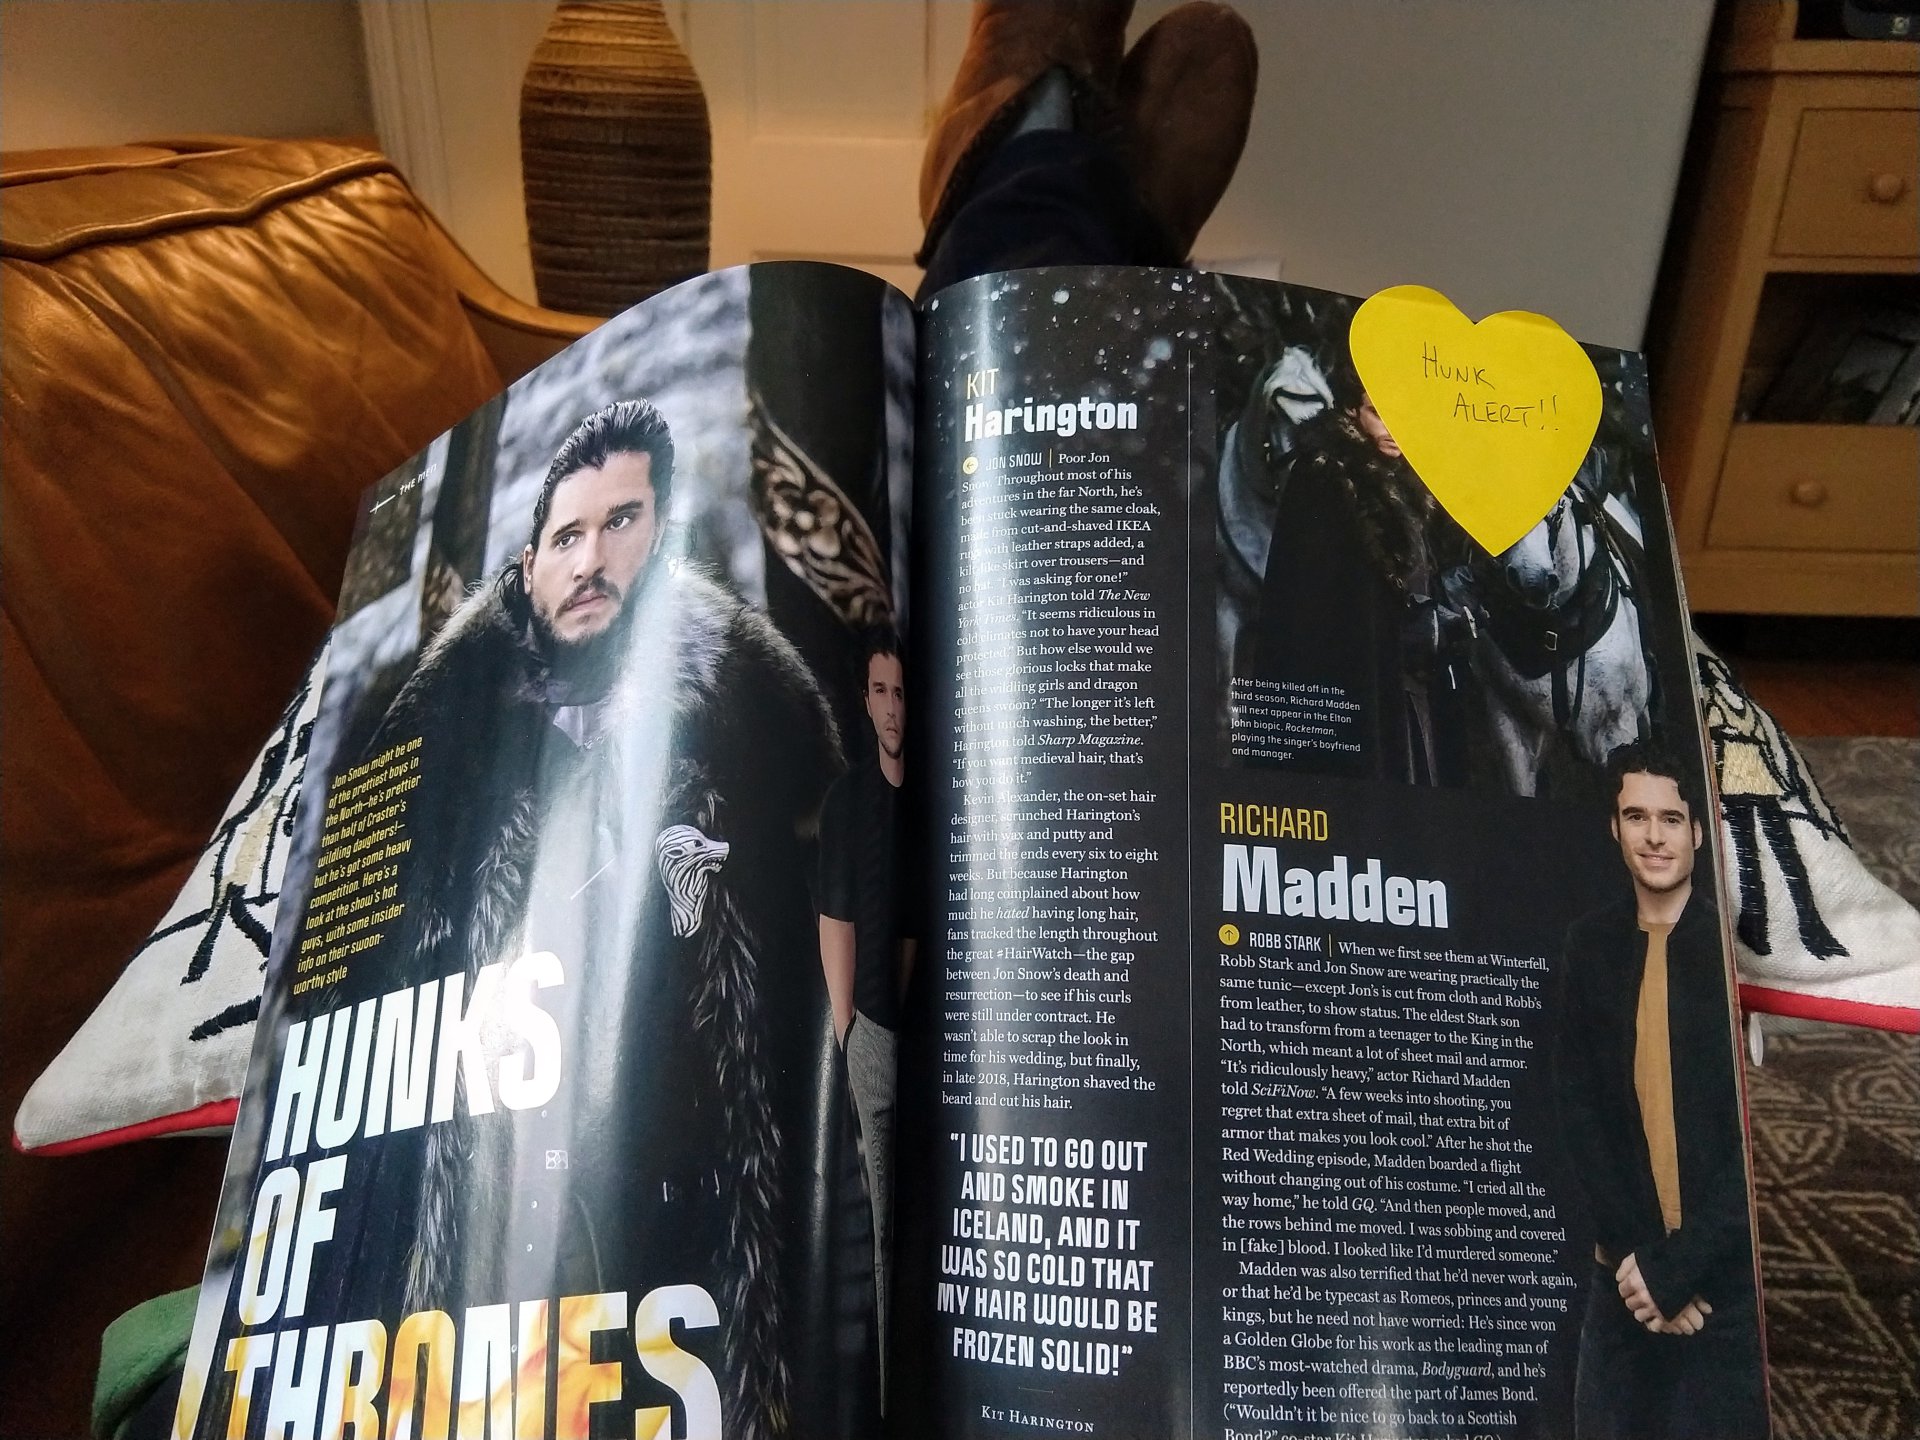 THE MEN
Jon Snow might be one
of the prettiest boys in
the North—he's prettier
than half of Craster's
wildling daughters!—
but he's got some heavy
competition. Here's a
look at the show's hot
guys, with some insider
info on their swoon-
worthy style
HUNKS
OF
THRONES
KIT
Harington
JON SNOW | Poor Jon
Snow. Throughout most of his
adventures in the far North, he's
been stuck wearing the same cloak,
made from cut-and-shaved IKEA
rugs with leather straps added, a
kilt-like skirt over trousers—and
no hat. "I was asking for one!"
actor Kit Harington told The New
York Times. "It seems ridiculous in
cold climates not to have your head
protected." But how else would we
see those glorious locks that make
all the wildling girls and dragon
queens swoon? "The longer it's left
without much washing, the better,"
Harington told Sharp Magazine.
"If you want medieval hair, that's
how you do it."
Kevin Alexander, the on-set hair
designer, scrunched Harington's
hair with wax and putty and
trimmed the ends every six to eight
weeks. But because Harington
had long complained about how
much he hated having long hair,
fans tracked the length throughout
the great #HairWatch—the gap
between Jon Snow's death and
resurrection—to see if his curls
were still under contract. He
wasn't able to scrap the look in
time for his wedding, but finally,
in late 2018, Harington shaved the
beard and cut his hair.
"I USED TO GO OUT
AND SMOKE IN
ICELAND, AND IT
WAS SO COLD THAT
MY HAIR WOULD BE
FROZEN SOLID!"
KIT HARINGTON
HUNK
ALERT!!
After being killed off in the
third season, Richard Madden
will next appear in the Elton
John biopic, Rocketman,
playing the singer's boyfriend
and manager.
RICHARD
Madden
ROBB STARK | When we first see them at Winterfell,
Robb Stark and Jon Snow are wearing practically the
same tunic—except Jon's is cut from cloth and Robb's
from leather, to show status. The eldest Stark son
had to transform from a teenager to the King in the
North, which meant a lot of sheet mail and armor.
"It's ridiculously heavy," actor Richard Madden
told SciFiNow. "A few weeks into shooting, you
regret that extra sheet of mail, that extra bit of
armor that makes you look cool." After he shot the
Red Wedding episode, Madden boarded a flight
without changing out of his costume. "I cried all the
way home," he told GQ. "And then people moved, and
the rows behind me moved. I was sobbing and covered
in [fake] blood. I looked like I'd murdered someone."
Madden was also terrified that he'd never work again,
or that he'd be typecast as Romeos, princes and young
kings, but he need not have worried: He's since won
a Golden Globe for his work as the leading man of
BBC's most-watched drama, Bodyguard, and he's
reportedly been offered the part of James Bond.
("Wouldn't it be nice to go back to a Scottish
Bond?" co-star Kit Harington asked GQ.)